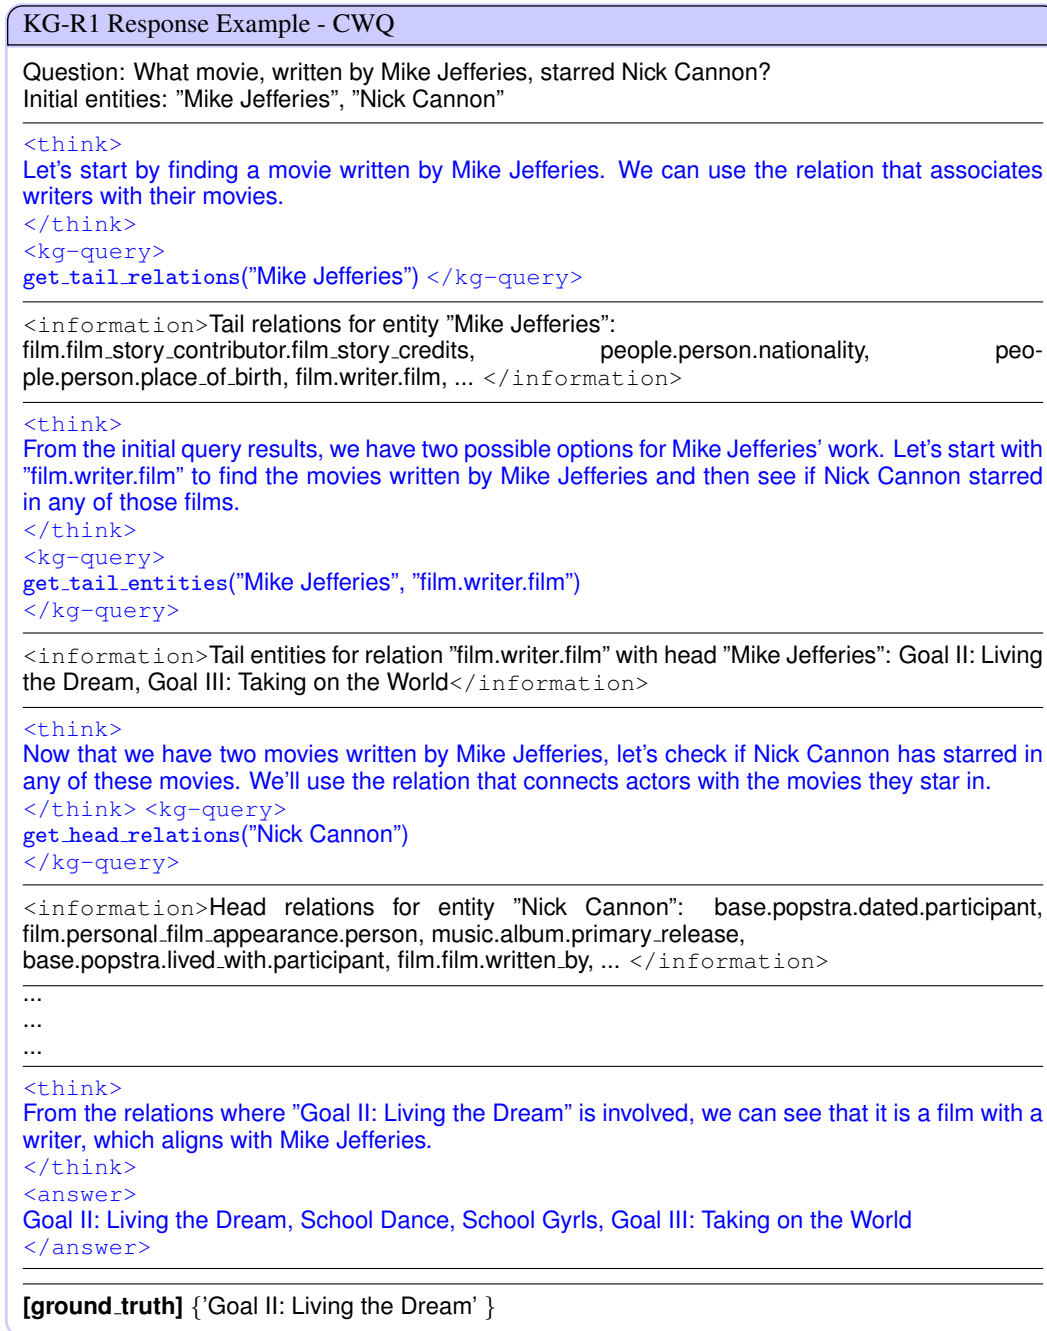 KG-R1 Response Example - CWQ
Question: What movie, written by Mike Jefferies, starred Nick Cannon?
Initial entities: ”Mike Jefferies”, ”Nick Cannon”
<think>
Let's start by finding a movie written by Mike Jefferies. We can use the relation that associates
writers with their movies.
</think>
<kg-query>
get_tail_relations(”Mike Jefferies”) </kg-query>
<information>Tail relations for entity ”Mike Jefferies”:
film.film_story_contributor.film_story_credits, people.person.nationality, peo-
ple.person.place_of_birth, film.writer.film, ... </information>
<think>
From the initial query results, we have two possible options for Mike Jefferies' work. Let's start with
”film.writer.film” to find the movies written by Mike Jefferies and then see if Nick Cannon starred
in any of those films.
</think>
<kg-query>
get_tail_entities(”Mike Jefferies”, ”film.writer.film”)
</kg-query>
<information>Tail entities for relation ”film.writer.film” with head ”Mike Jefferies”: Goal II: Living
the Dream, Goal III: Taking on the World</information>
<think>
Now that we have two movies written by Mike Jefferies, let's check if Nick Cannon has starred in
any of these movies. We'll use the relation that connects actors with the movies they star in.
</think> <kg-query>
get_head_relations(”Nick Cannon”)
</kg-query>
<information>Head relations for entity ”Nick Cannon”: base.popstra.dated.participant,
film.personal_film_appearance.person, music.album.primary_release,
base.popstra.lived_with.participant, film.film.written_by, ... </information>
...
...
...
<think>
From the relations where ”Goal II: Living the Dream” is involved, we can see that it is a film with a
writer, which aligns with Mike Jefferies.
</think>
<answer>
Goal II: Living the Dream, School Dance, School Gyrls, Goal III: Taking on the World
</answer>
[ground_truth] {'Goal II: Living the Dream' }